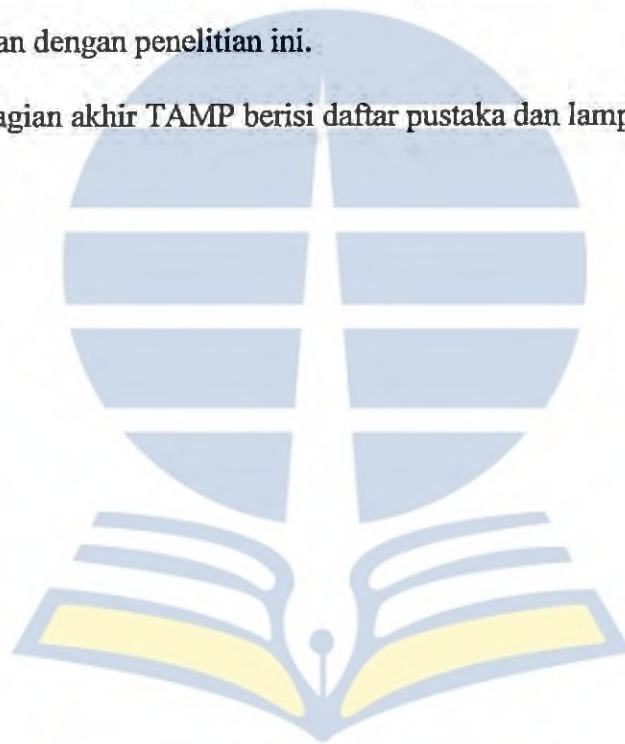 an dengan penelitian ini.
agian akhir TAMP berisi daftar pustaka dan lamp